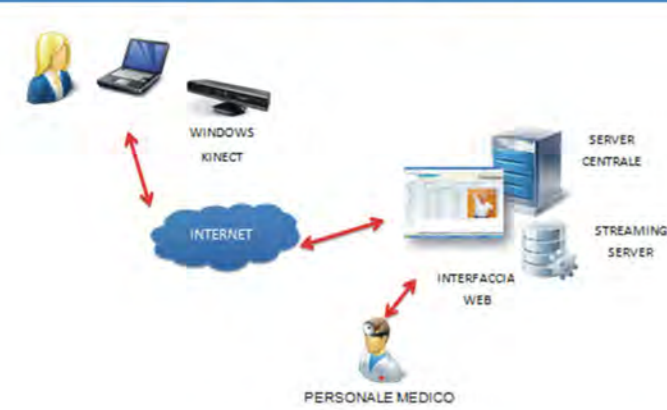 WINDOWS
KINECT
SERVER
CENTRALE
INTERNET
STREAMING
SERVER
INTERFACCIA
WEB
PERSONALE MEDICO